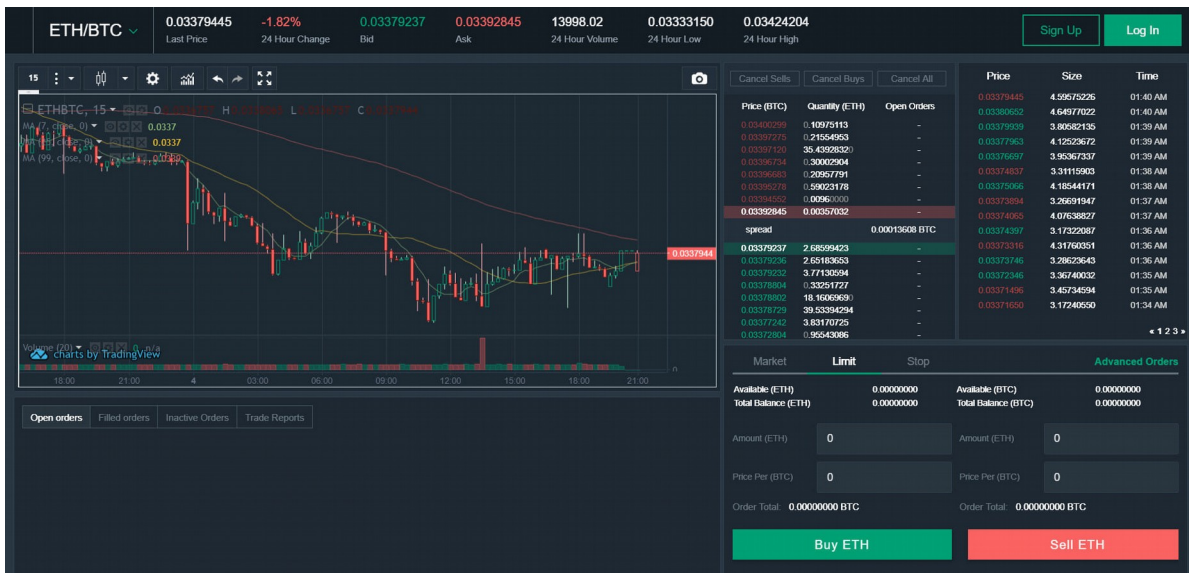 ETH/BTC
0.03379445 -1.82% 0.03379237 0.03392845 13998.02 0.03333150 0.03424204
Last Price 24 Hour Change Bid Ask 24 Hour Volume 24 Hour Low 24 Hour High
Sign Up Log In
15
ETHBTC, 15 O H L C
MA (7, close, 0) 0.0337
close, 0) 0.0337
MA (99, close, 0)
0.0337944
Volume (20) 0 n/a
charts by TradingView
0
18:00 21:00 4 03:00 06:00 09:00 12:00 15:00 18:00 21:00
Open orders Filled orders Inactive Orders Trade Reports
Cancel Sells Cancel Buys Cancel All
Price (BTC) Quantity (ETH) Open Orders
0.03400299 0.10975113 -
0.03397275 0.21554953 -
0.03397120 35.43928320 -
0.03396734 0.30002904 -
0.03396683 0.20957791 -
0.03395278 0.59023178 -
0.03394552 0.00960000 -
0.03392845 0.00357032 -
spread 0.00013608 BTC
0.03379237 2.68599423 -
0.03379236 2.65183653 -
0.03379232 3.77130594 -
0.03378804 0.33251727 -
0.03378802 18.16069690 -
0.03378729 39.53394294 -
0.03377242 3.83170725 -
0.03372804 0.95543086 -
Price Size Time
0.03379445 4.59575226 01:40 AM
0.03380652 4.64977022 01:40 AM
0.03379939 3.80582135 01:39 AM
0.03377963 4.12523672 01:39 AM
0.03376697 3.95367337 01:39 AM
0.03374837 3.31115903 01:38 AM
0.03375066 4.18544171 01:38 AM
0.03373894 3.26691947 01:37 AM
0.03374065 4.07638827 01:37 AM
0.03374397 3.17322087 01:36 AM
0.03373316 4.31760351 01:36 AM
0.03373746 3.28623643 01:36 AM
0.03372346 3.36740032 01:35 AM
0.03371496 3.45734594 01:35 AM
0.03371650 3.17240550 01:34 AM
« 1 2 3 »
Market Limit Stop Advanced Orders
Available (ETH) 0.00000000 Available (BTC) 0.00000000
Total Balance (ETH) 0.00000000 Total Balance (BTC) 0.00000000
Amount (ETH) 0 Amount (ETH) 0
Price Per (BTC) 0 Price Per (BTC) 0
Order Total: 0.00000000 BTC Order Total: 0.00000000 BTC
Buy ETH Sell ETH